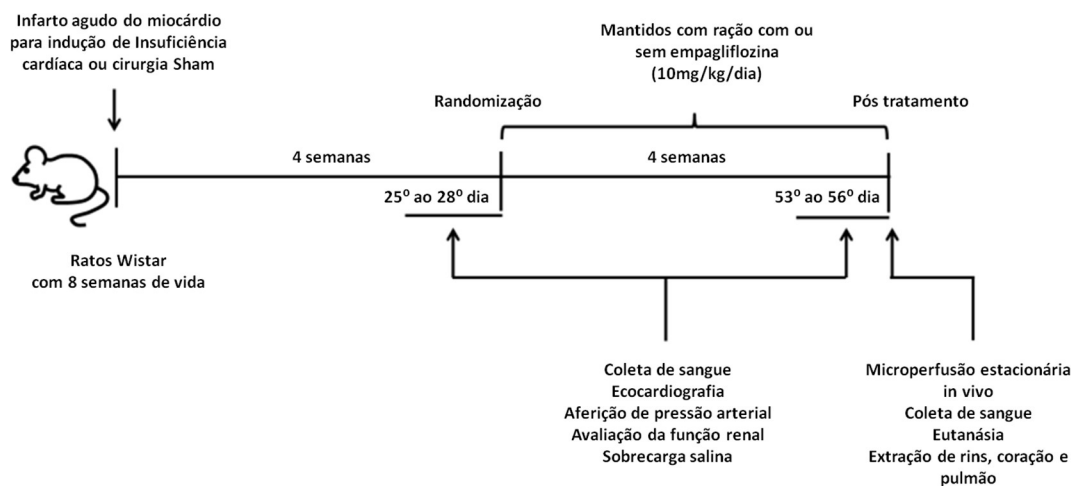 Infarto agudo do miocárdio
para indução de Insuficiência
cardíaca ou cirurgia Sham
Mantidos com ração com ou
sem empagliflozina
(10mg/kg/dia)
Randomização
Pós tratamento
4 semanas
4 semanas
25º ao 28º dia
53º ao 56º dia
Ratos Wistar
com 8 semanas de vida
Coleta de sangue
Ecocardiografia
Aferição de pressão arterial
Avaliação da função renal
Sobrecarga salina
Microperfusão estacionária
in vivo
Coleta de sangue
Eutanásia
Extração de rins, coração e
pulmão